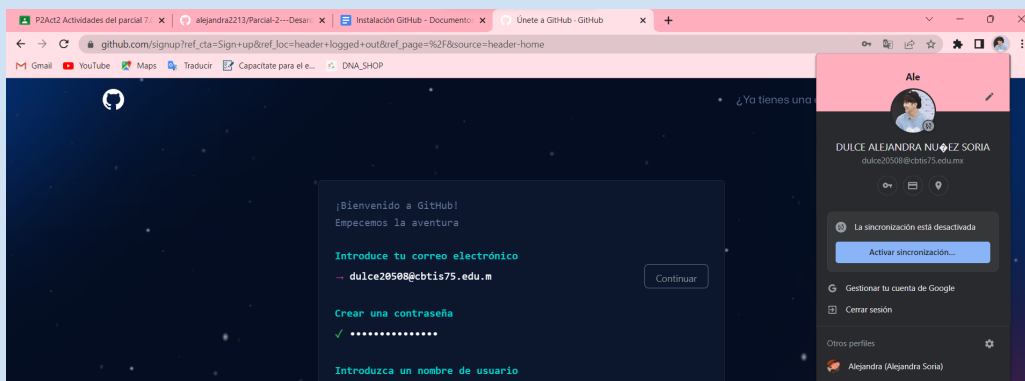 P2Act2 Actividades del parcial 7/
alejandra2213/Parcial-2---Desarr
Instalación GitHub - Documentos
Únete a GitHub · GitHub
github.com/signup?ref_cta=Sign+up&ref_loc=header+logged+out&ref_page=%2F&source=header-home
Gmail
YouTube
Maps
Traducir
Capacítate para el e...
DNA_SHOP
¿Ya tienes una
¡Bienvenido a GitHub!
Empecemos la aventura
Introduce tu correo electrónico
→ dulce20508@cbtis75.edu.m
Continuar
Crear una contraseña
✓ •••••••••••••••
Introduzca un nombre de usuario
Ale
DULCE ALEJANDRA NU�EZ SORIA
dulce20508@cbtis75.edu.mx
La sincronización está desactivada
Activar sincronización...
Gestionar tu cuenta de Google
Cerrar sesión
Otros perfiles
Alejandra (Alejandra Soria)